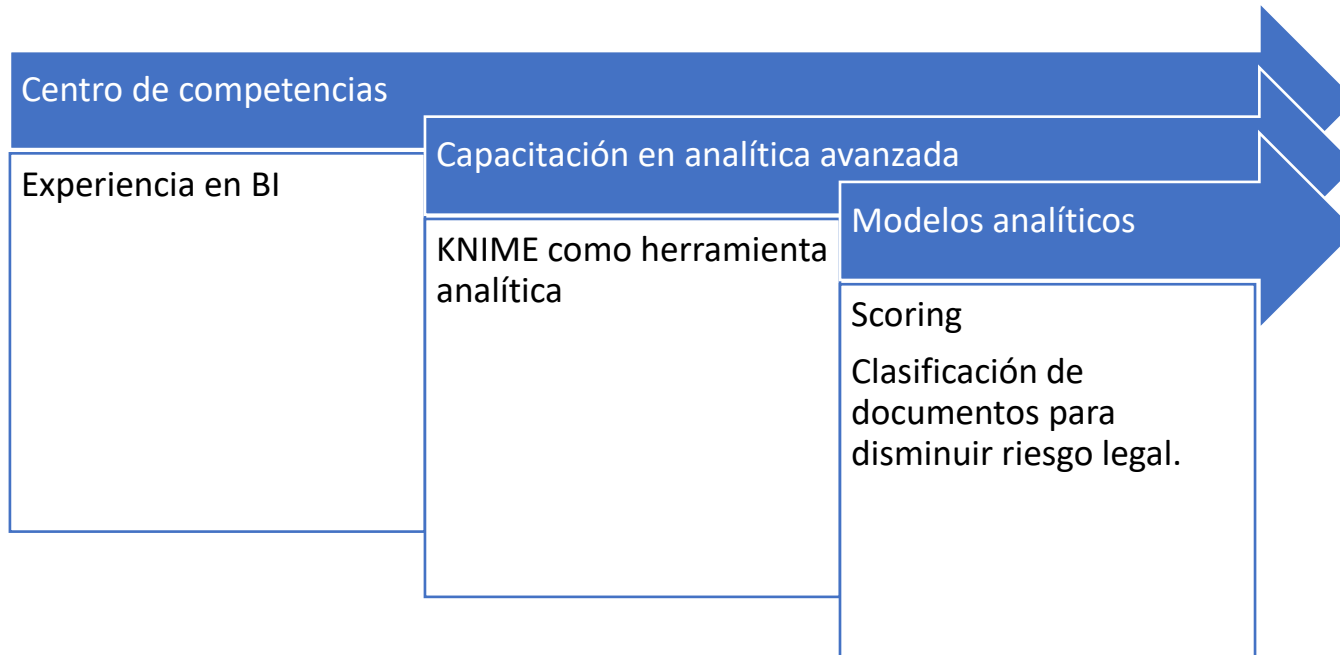 Centro de competencias
Experiencia en BI
Capacitación en analítica avanzada
KNIME como herramienta
analítica
Modelos analíticos
Scoring
Clasificación de
documentos para
disminuir riesgo legal.